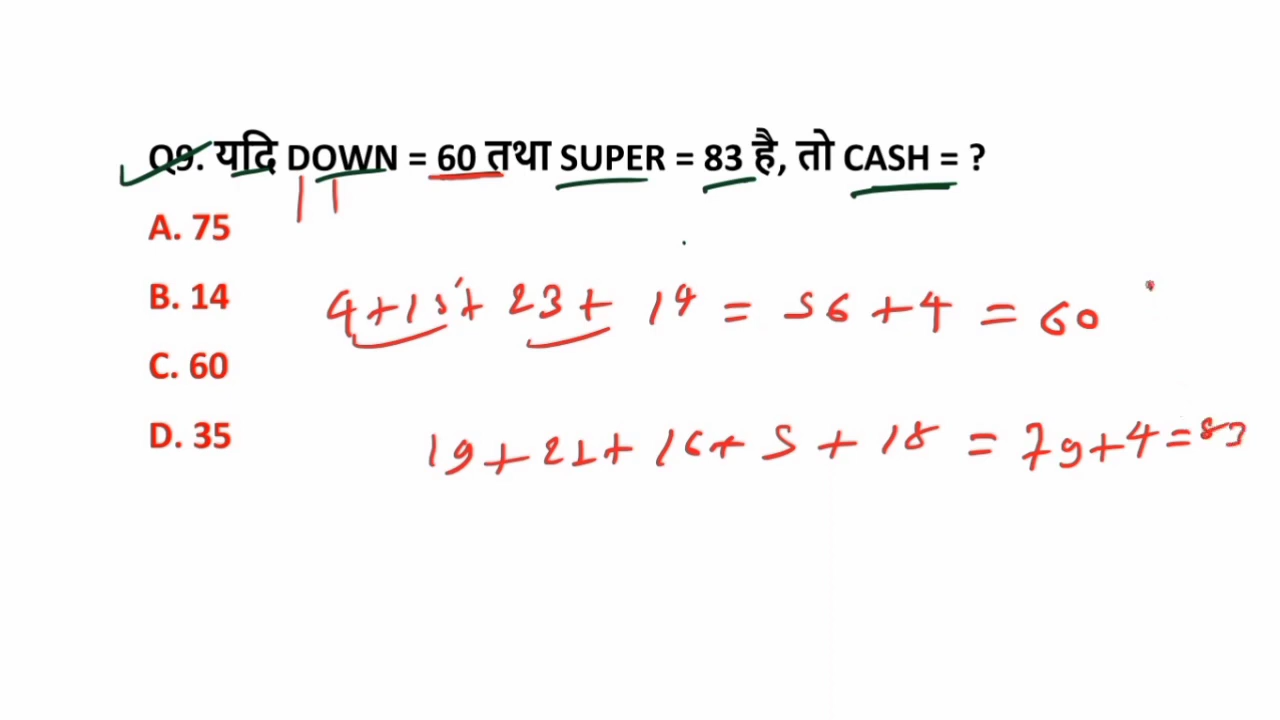 Q9. यदि DOWN = 60 तथा SUPER = 83 है, तो CASH = ?
A. 75
B. 14
4+15+ 23+ 14 = 56+4 = 60
C. 60
D. 35
19+21+16+5+18 = 79+4=83